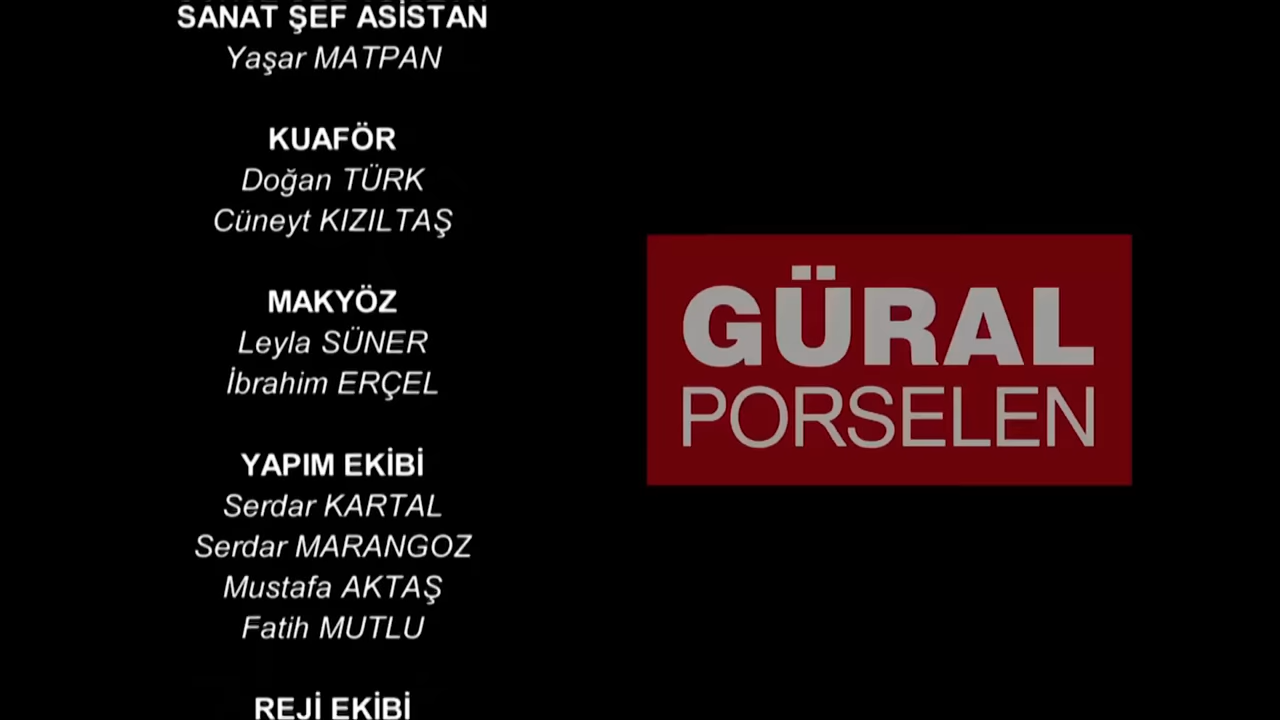 SANAT ŞEF ASİSTAN
Yaşar MATPAN
KUAFÖR
Doğan TÜRK
Cüneyt KIZILTAŞ
MAKYÖZ
Leyla SÜNER
İbrahim ERÇEL
YAPIM EKİBİ
Serdar KARTAL
Serdar MARANGOZ
Mustafa AKTAŞ
Fatih MUTLU
REJİ EKİBİ
GÜRAL
PORSELEN